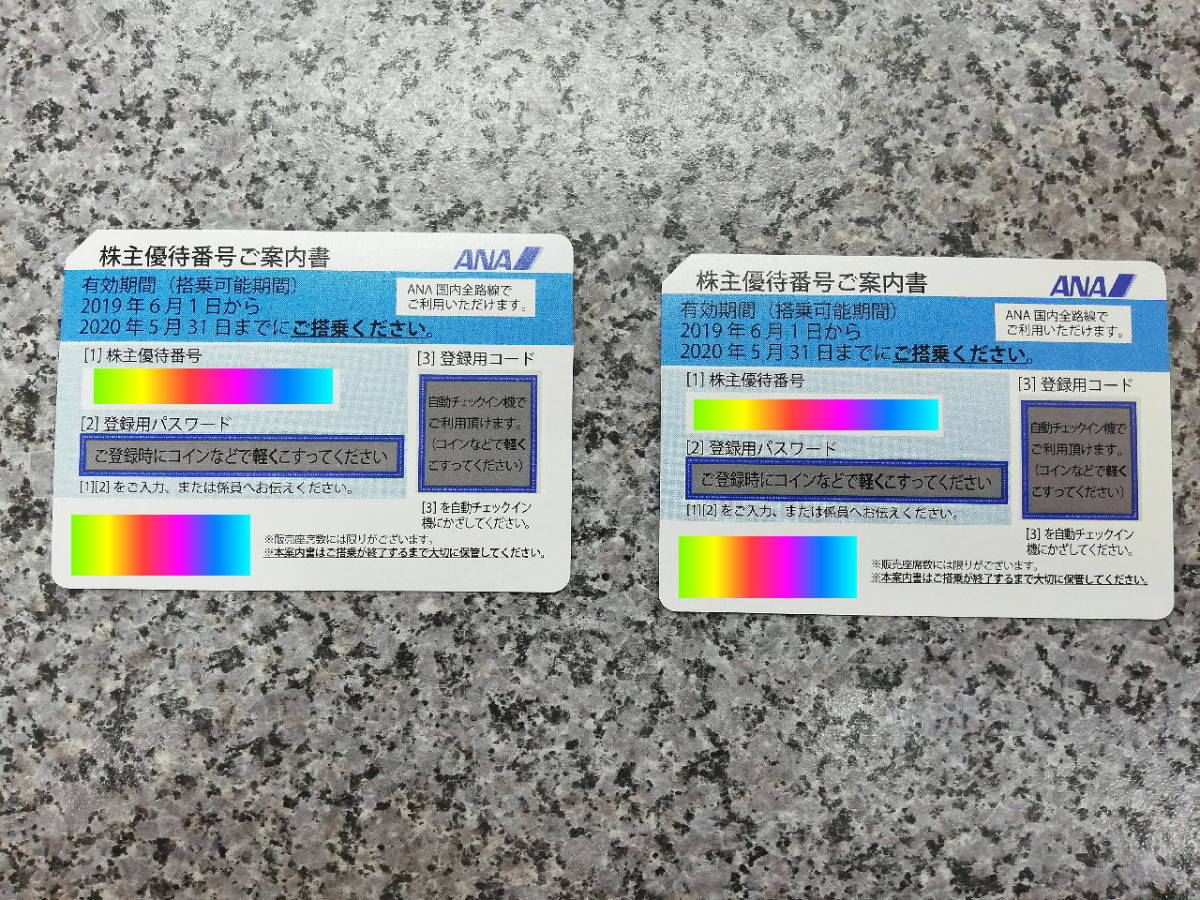 株主優待番号ご案内書
ANA
有効期間（搭乗可能期間）
2019年6月1日から
2020年5月31日までにご搭乗ください。
ANA国内全路線で
ご利用いただけます。
[1] 株主優待番号
[2] 登録用パスワード
ご登録時にコインなどで軽くこすってください
[1][2] をご入力、または係員へお伝えください。
[3] 登録用コード
自動チェックイン機で
ご利用頂けます。
（コインなどで軽く
こすってください）
[3] を自動チェックイン
機にかざしてください。
※販売座席数には限りがございます。
※本案内書はご搭乗が終了するまで大切に保管してください。
株主優待番号ご案内書
ANA
有効期間（搭乗可能期間）
2019年6月1日から
2020年5月31日までにご搭乗ください。
ANA国内全路線で
ご利用いただけます。
[1] 株主優待番号
[2] 登録用パスワード
ご登録時にコインなどで軽くこすってください
[1][2] をご入力、または係員へお伝えください。
[3] 登録用コード
自動チェックイン機で
ご利用頂けます。
（コインなどで軽く
こすってください）
[3] を自動チェックイン
機にかざしてください。
※販売座席数には限りがございます。
※本案内書はご搭乗が終了するまで大切に保管してください。